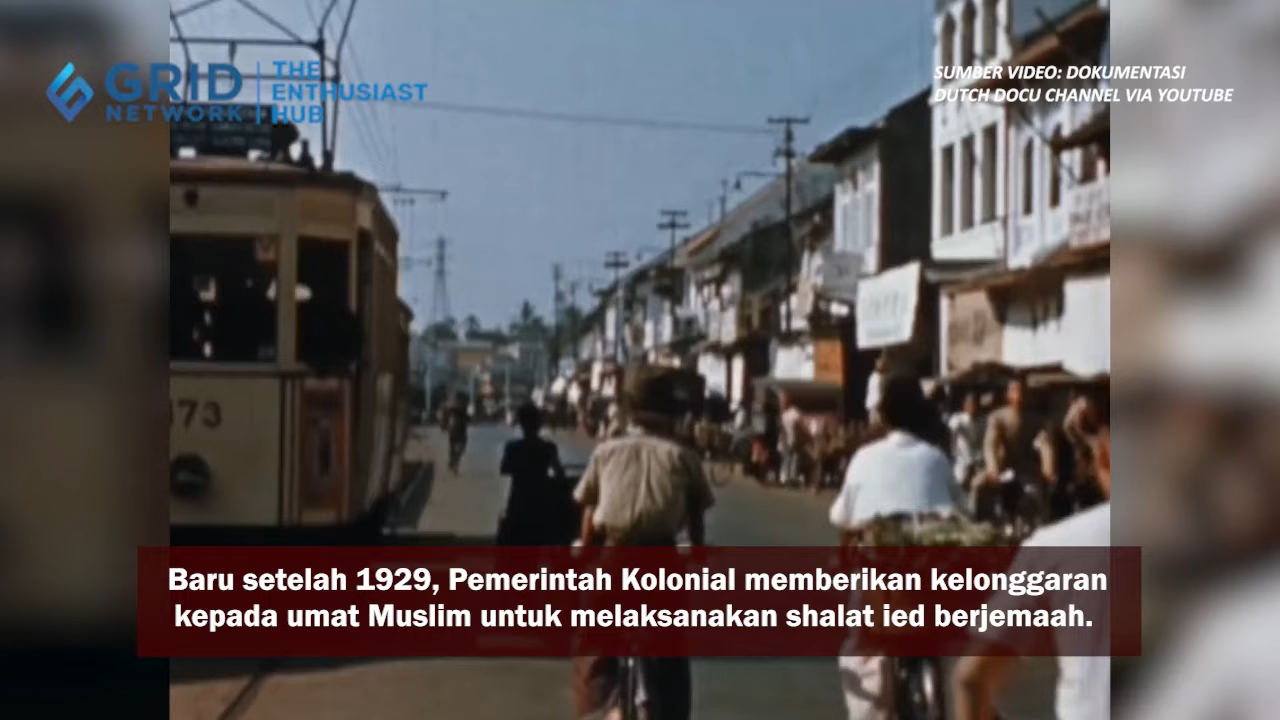 GRID
NETWORK
THE
ENTHUSIAST
HUB
SUMBER VIDEO: DOKUMENTASI
DUTCH DOCU CHANNEL VIA YOUTUBE
73
Baru setelah 1929, Pemerintah Kolonial memberikan kelonggaran
kepada umat Muslim untuk melaksanakan shalat ied berjemaah.